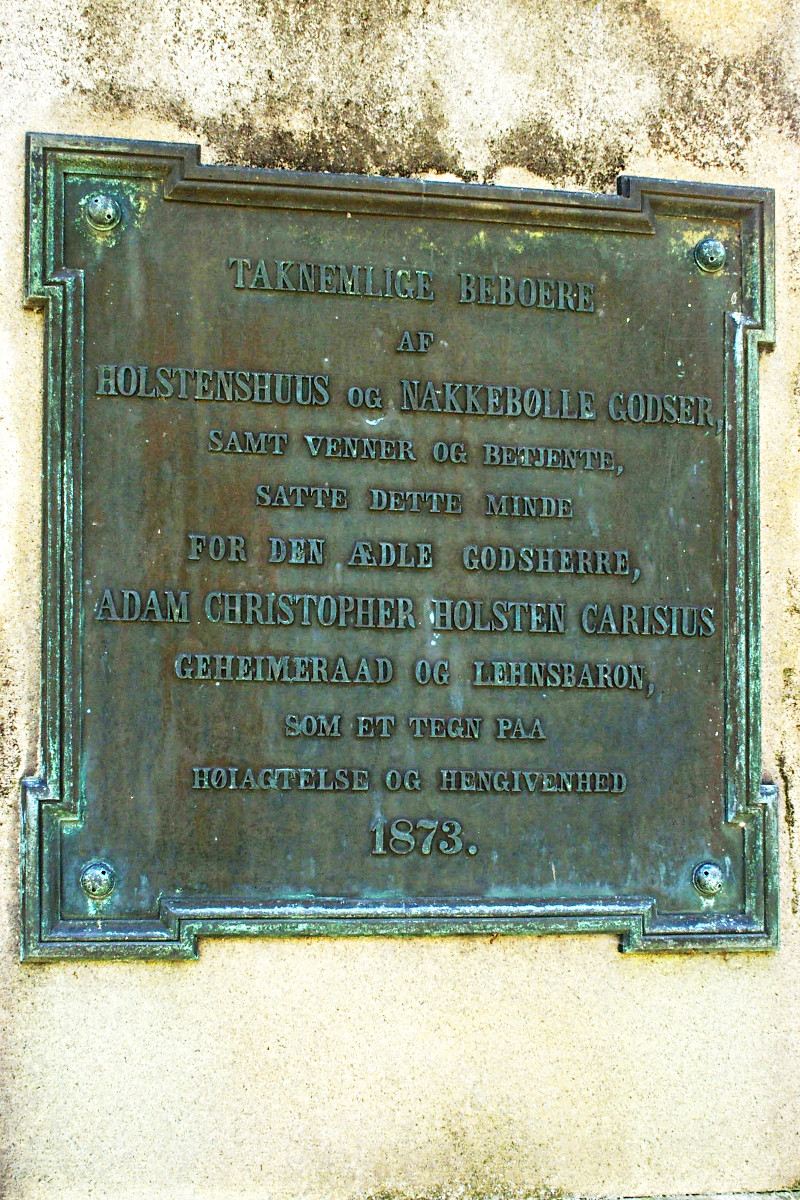 TAKNEMLIGE BEBOERE
AF
HOLSTENSHUUS OG NAKKEBØLLE GODSER,
SAMT VENNER OG BETJENTE,
SATTE DETTE MINDE
FOR DEN ÆDLE GODSHERRE,
ADAM CHRISTOPHER HOLSTEN CARISIUS
GEHEIMERAAD OG LEHNSBARON,
SOM ET TEGN PAA
HØIAGTELSE OG HENGIVENHED
1873.